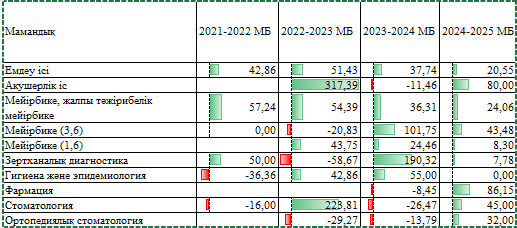 Мамандық 2021-2022 МБ 2022-2023 МБ 2023-2024 МБ 2024-2025 МБ
Емдеу ісі 42,86 51,43 37,74 20,55
Акушерлік іс 317,39 -11,46 80,00
Мейірбике, жалпы тәжірибелік
мейірбике 57,24 54,39 36,31 24,06
Мейірбике (3,6) 0,00 -20,83 101,75 43,48
Мейірбике (1,6) 43,75 24,46 8,30
Зертханалық диагностика 50,00 -58,67 190,32 7,78
Гигиена және эпидемиология -36,36 42,86 55,00 0,00
Фармация -8,45 86,15
Стоматология -16,00 223,81 -26,47 45,00
Ортопедиялық стоматология -29,27 -13,79 32,00